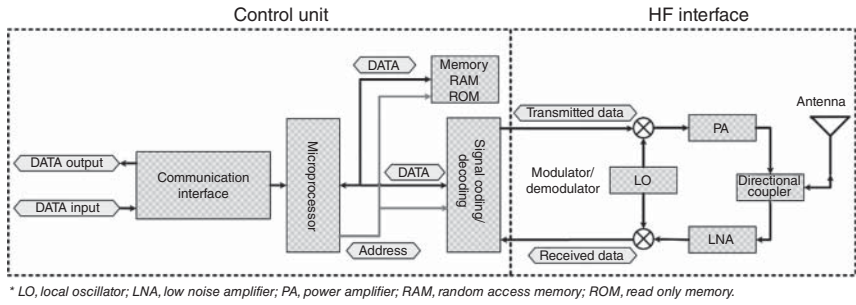 Control unit
HF interface
DATA
Memory
RAM
ROM
Transmitted data
Antenna
PA
DATA output
Communication
interface
Microprocessor
DATA
Signal coding/
decoding
Modulator/
demodulator
LO
Directional
coupler
DATA input
Address
Received data
LNA
* LO, local oscillator; LNA, low noise amplifier; PA, power amplifier; RAM, random access memory; ROM, read only memory.